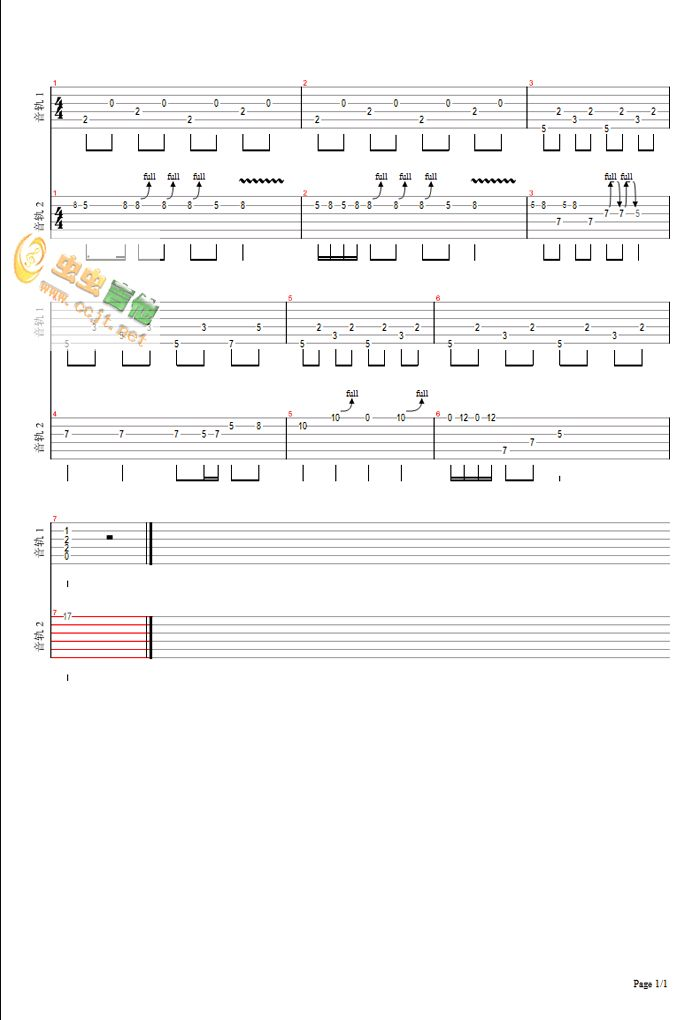 1 2 3
音轨 1 4 4 2 0 2 0 2 0 2 0 2 0 2 0 2 0 2 0 5 2 3 2 5 2 3 2
full full full full full full full full
1 2 3
音轨 2 4 4 8 5 8 8 8 8 5 8 5 8 5 8 8 8 8 5 8 5 8 7 5 8 7 7 7 5
虫虫吉他
www.ccjt.net
5 6
音轨 1 5 3 5 5 3 7 5 5 2 3 2 5 2 3 2 5 2 3 2 5 2 3 2
full full
4 5 6
音轨 2 7 7 7 5 7 5 8 10 10 0 10 0 12 0 12 7 7 5
7
音轨 1 1 2 2 0
7
音轨 2 17
Page 1/1